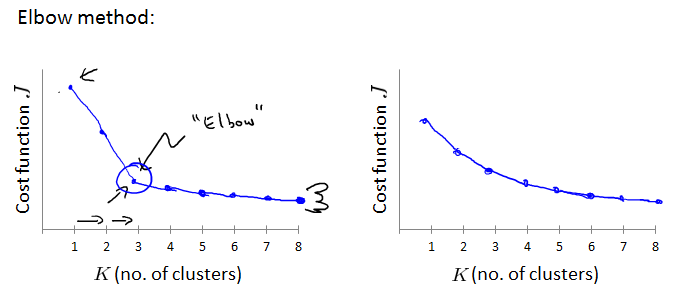 Elbow method:
Cost function J
"Elbow"
1 2 3 4 5 6 7 8
K (no. of clusters)
Cost function J
1 2 3 4 5 6 7 8
K (no. of clusters)